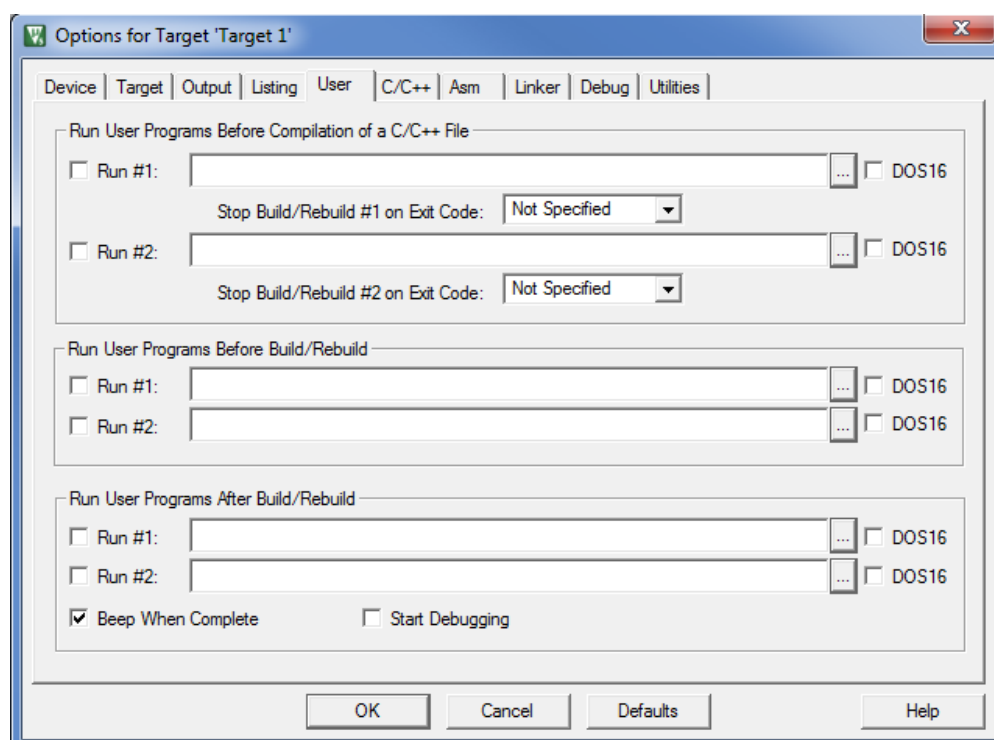 Options for Target 'Target 1'
Device Target Output Listing User C/C++ Asm Linker Debug Utilities
Run User Programs Before Compilation of a C/C++ File
Run #1: ... DOS16
Stop Build/Rebuild #1 on Exit Code: Not Specified
Run #2: ... DOS16
Stop Build/Rebuild #2 on Exit Code: Not Specified
Run User Programs Before Build/Rebuild
Run #1: ... DOS16
Run #2: ... DOS16
Run User Programs After Build/Rebuild
Run #1: ... DOS16
Run #2: ... DOS16
Beep When Complete Start Debugging
OK Cancel Defaults Help